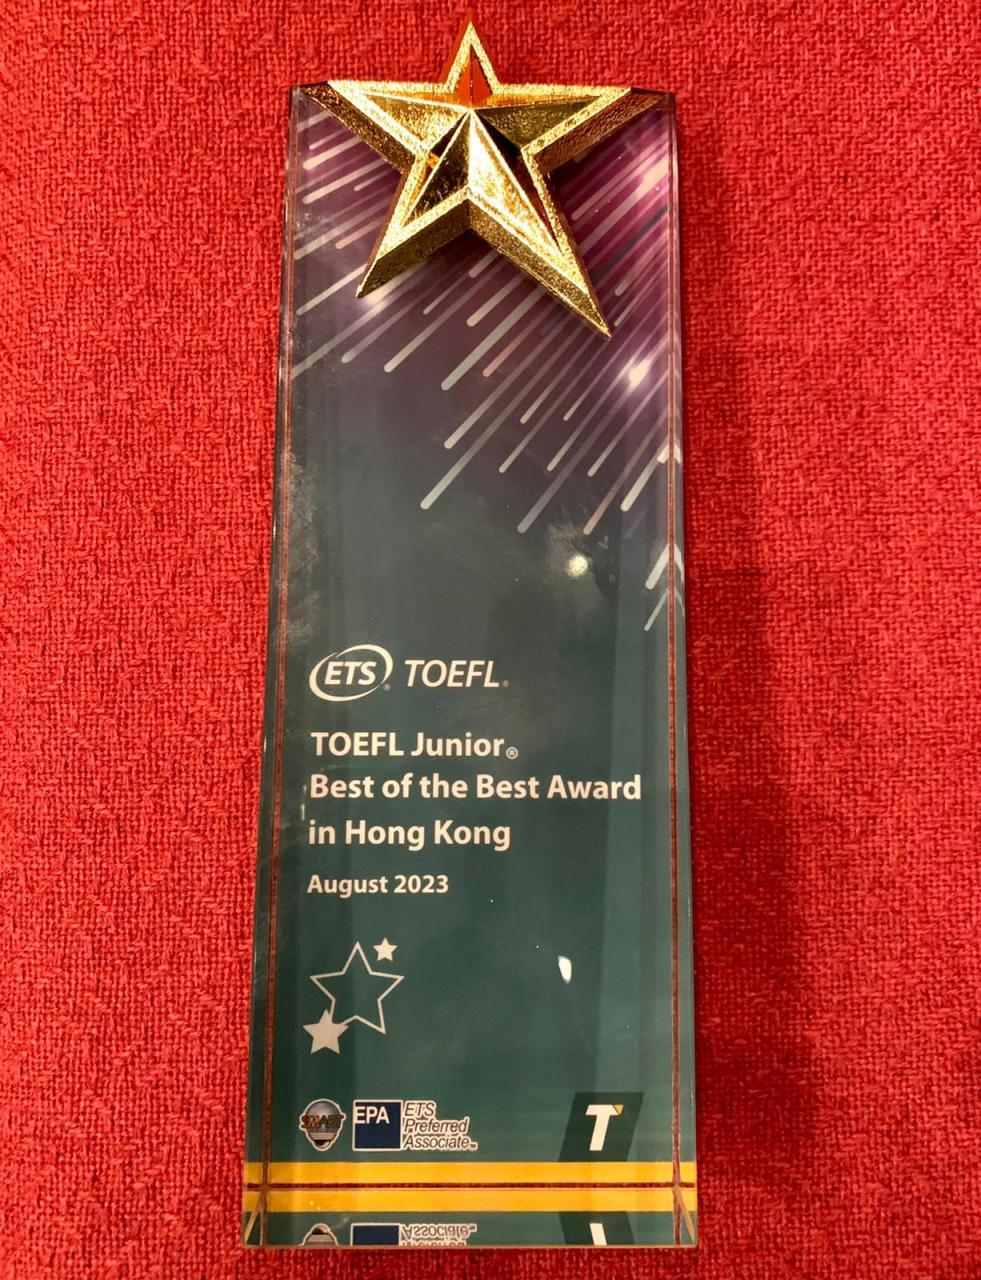 ETS® TOEFL®
TOEFL Junior®
Best of the Best Award
in Hong Kong
August 2023
SMART
EPA
ETS
Preferred
Associate
T